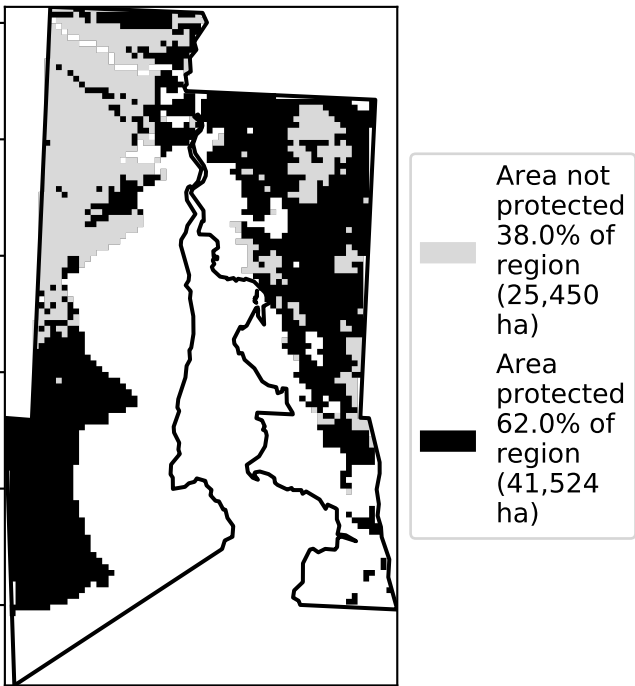 Area not
protected
38.0% of
region
(25,450
ha)
Area
protected
62.0% of
region
(41,524
ha)